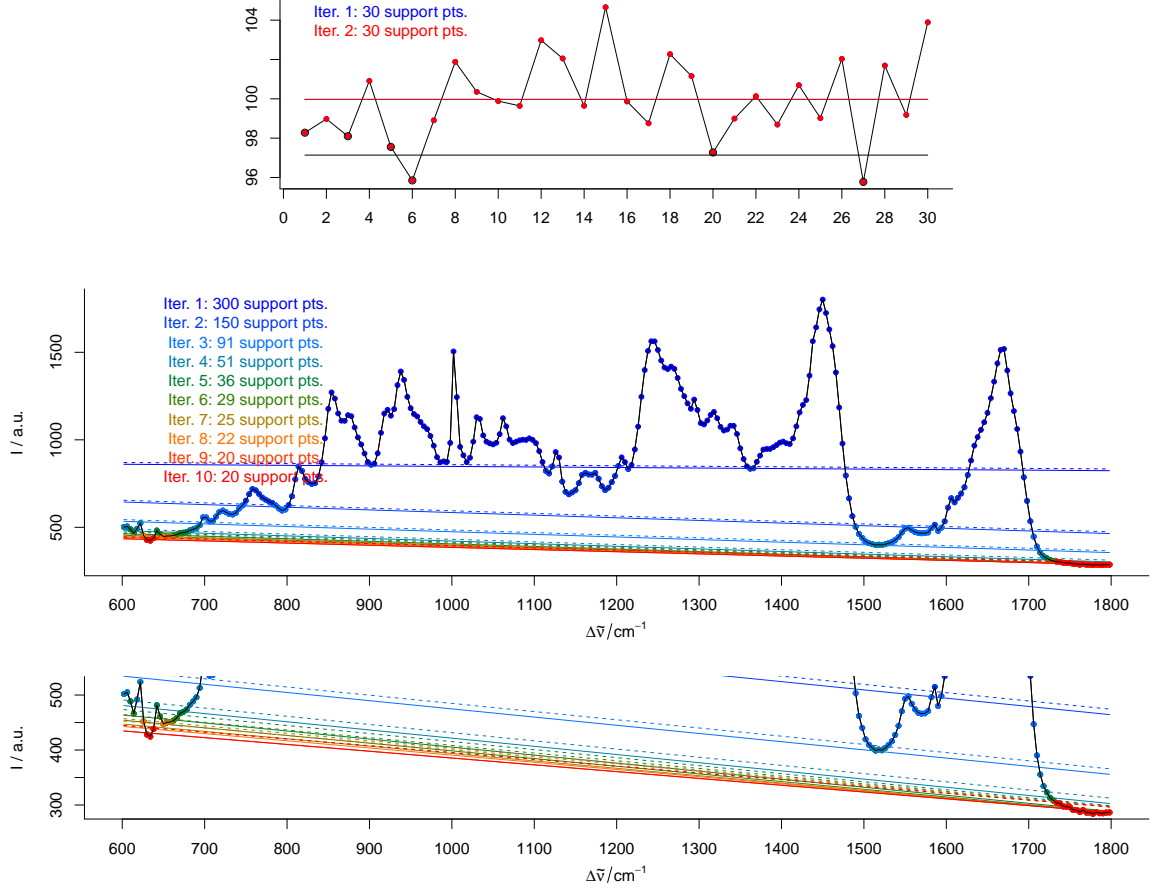 Iter. 1: 30 support pts.
Iter. 2: 30 support pts.
104
100
98
96
0 2 4 6 8 10 12 14 16 18 20 22 24 26 28 30
Iter. 1: 300 support pts.
Iter. 2: 150 support pts.
Iter. 3: 91 support pts.
Iter. 4: 51 support pts.
Iter. 5: 36 support pts.
Iter. 6: 29 support pts.
Iter. 7: 25 support pts.
Iter. 8: 22 support pts.
Iter. 9: 20 support pts.
Iter. 10: 20 support pts.
I / a.u.
1500
1000
500
600 700 800 900 1000 1100 1200 1300 1400 1500 1600 1700 1800
Δν̃/cm⁻¹
I / a.u.
500
400
300
600 700 800 900 1000 1100 1200 1300 1400 1500 1600 1700 1800
Δν̃/cm⁻¹